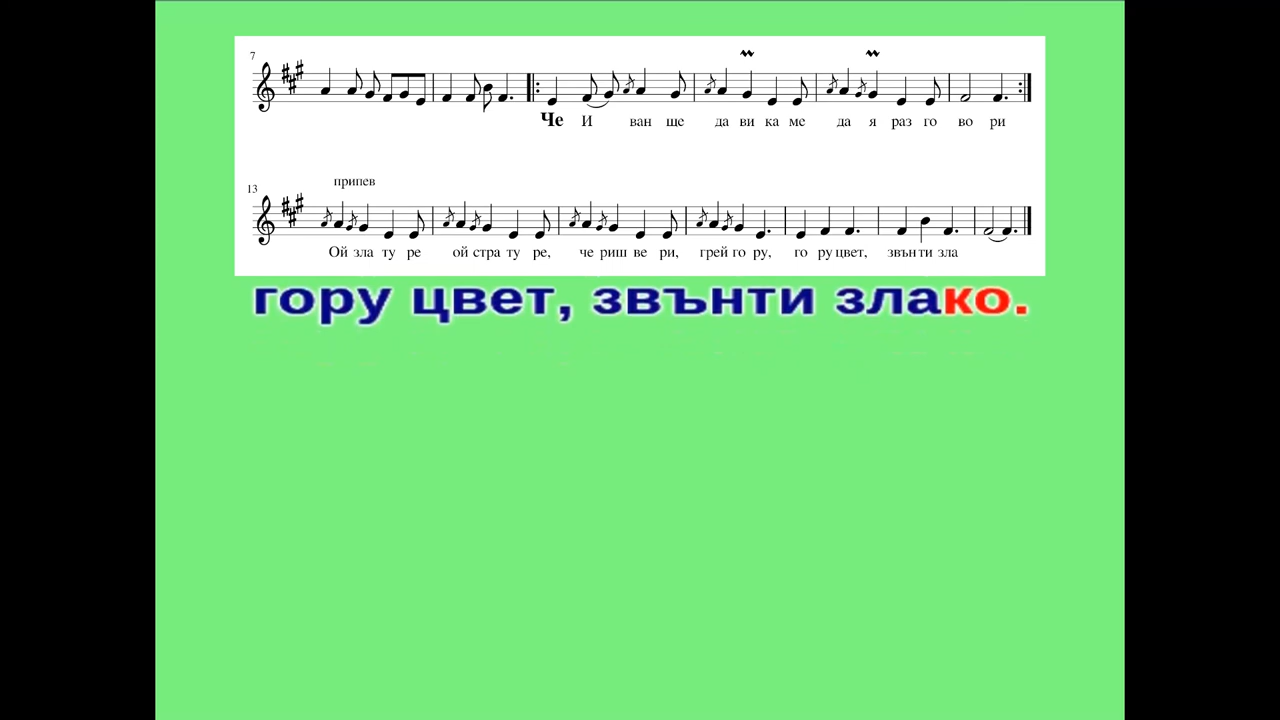 7
Че И ван ще да ви ка ме да я раз го во ри
13
припев
Ой зла ту ре ой стра ту ре, че риш ве ри, грей го ру, го ру цвет, звън ти зла
гору цвет, звънти злако.